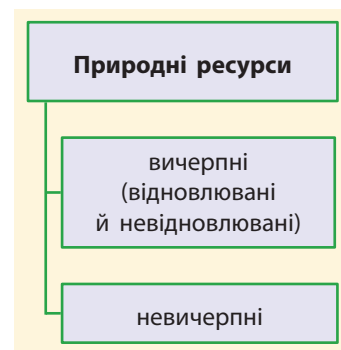 Природні ресурси
вичерпні
(відновлювані
й невідновлювані)
невичерпні